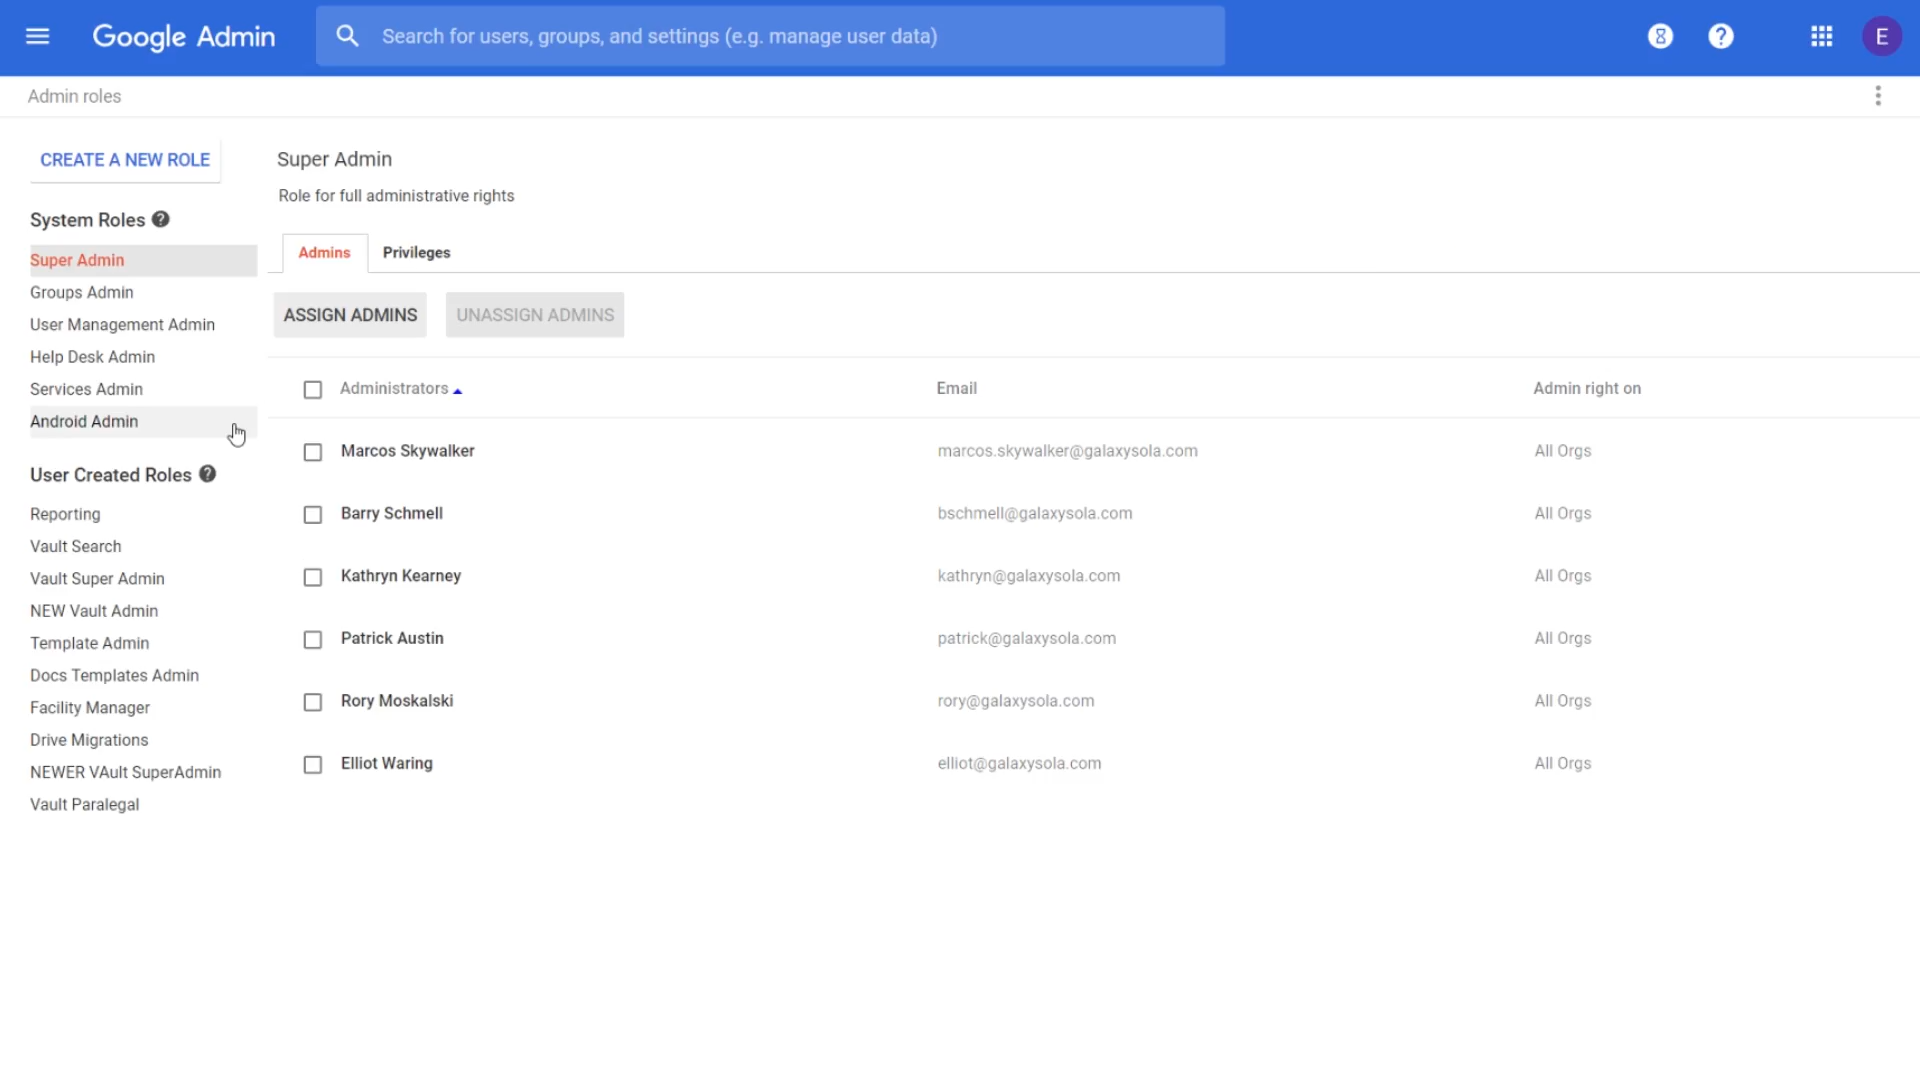 Google Admin
Search for users, groups, and settings (e.g. manage user data)
E
Admin roles
CREATE A NEW ROLE
System Roles
Super Admin
Groups Admin
User Management Admin
Help Desk Admin
Services Admin
Android Admin
User Created Roles
Reporting
Vault Search
Vault Super Admin
NEW Vault Admin
Template Admin
Docs Templates Admin
Facility Manager
Drive Migrations
NEWER VAult SuperAdmin
Vault Paralegal
Super Admin
Role for full administrative rights
Admins Privileges
ASSIGN ADMINS UNASSIGN ADMINS
Administrators Email Admin right on
Marcos Skywalker marcos.skywalker@galaxysola.com All Orgs
Barry Schmell bschmell@galaxysola.com All Orgs
Kathryn Kearney kathryn@galaxysola.com All Orgs
Patrick Austin patrick@galaxysola.com All Orgs
Rory Moskalski rory@galaxysola.com All Orgs
Elliot Waring elliot@galaxysola.com All Orgs